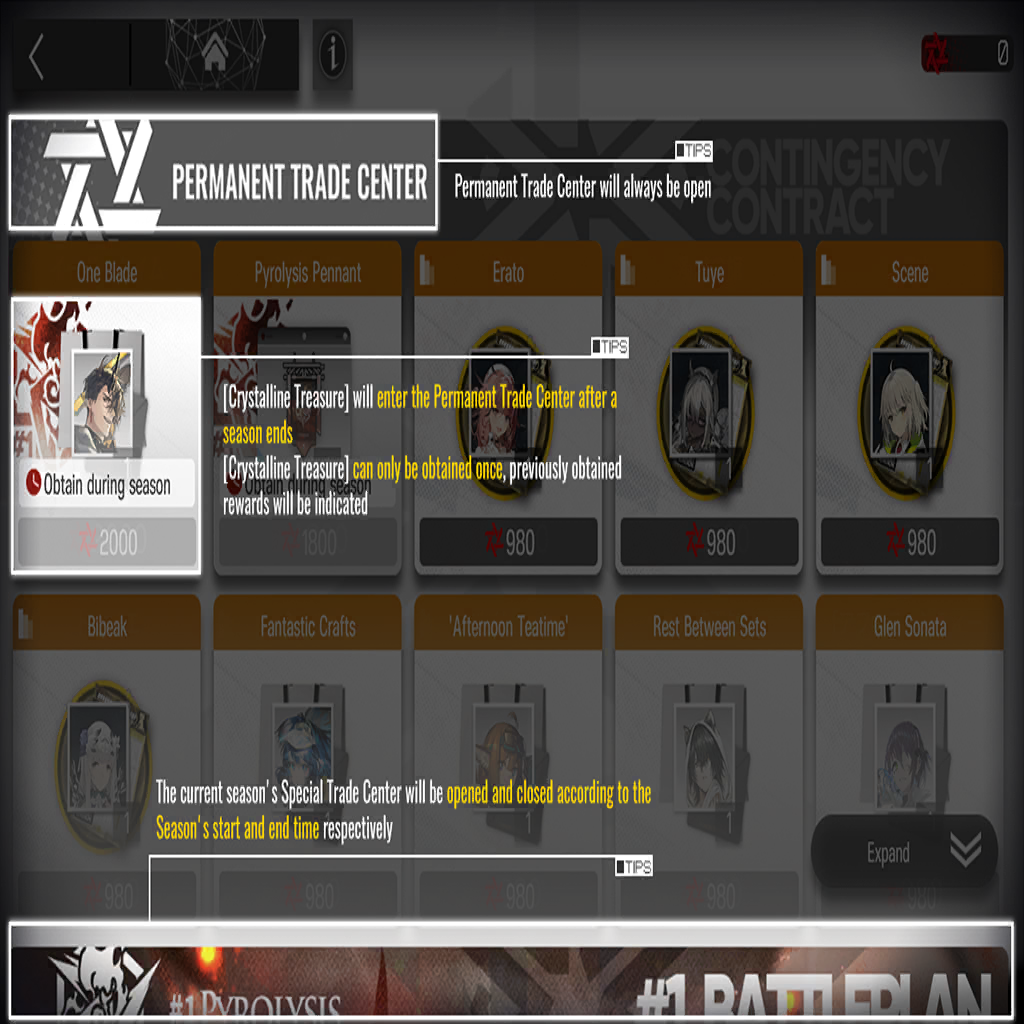 0
PERMANENT TRADE CENTER
TIPS
Permanent Trade Center will always be open
CONTINGENCY
CONTRACT
One Blade
Pyrolysis Pennant
Erato
Tuye
Scene
TIPS
[Crystalline Treasure] will enter the Permanent Trade Center after a
season ends
[Crystalline Treasure] can only be obtained once, previously obtained
rewards will be indicated
1
1
1
Obtain during season
Obtain during season
2000
1800
980
980
980
Bibeak
Fantastic Crafts
'Afternoon Teatime'
Rest Between Sets
Glen Sonata
The current season's Special Trade Center will be opened and closed according to the
Season's start and end time respectively
1
1
Expand
TIPS
980
980
980
980
980
#1 PYROLYSIS
#1 BATTLEPLAN